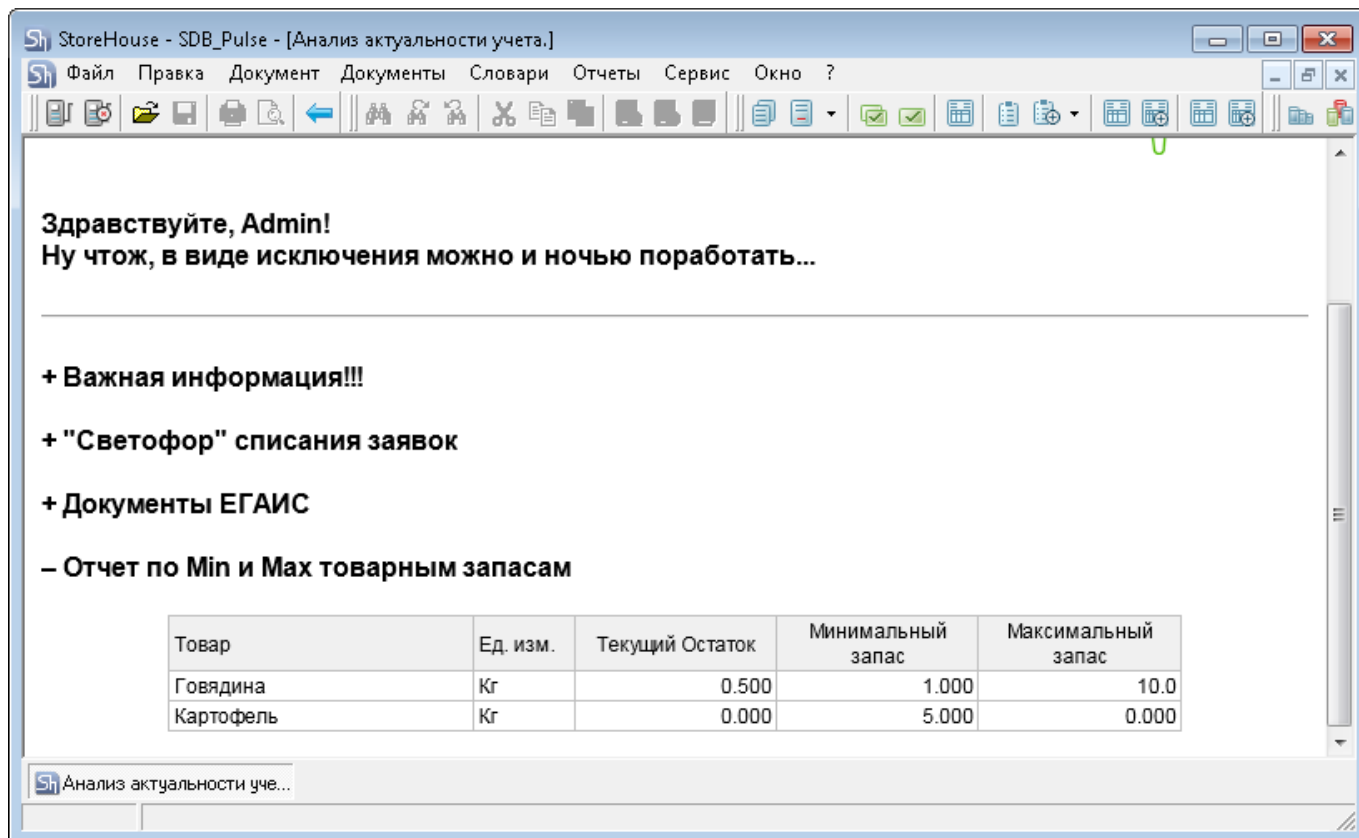 StoreHouse - SDB_Pulse - [Анализ актуальности учета.]
Файл Правка Документ Документы Словари Отчеты Сервис Окно ?
Здравствуйте, Admin!
Ну чтож, в виде исключения можно и ночью поработать...
+ Важная информация!!!
+ "Светофор" списания заявок
+ Документы ЕГАИС
– Отчет по Min и Max товарным запасам
Товар Ед. изм. Текущий Остаток Минимальный запас Максимальный запас
Говядина Кг 0.500 1.000 10.0
Картофель Кг 0.000 5.000 0.000
Sh Анализ актуальности уче...